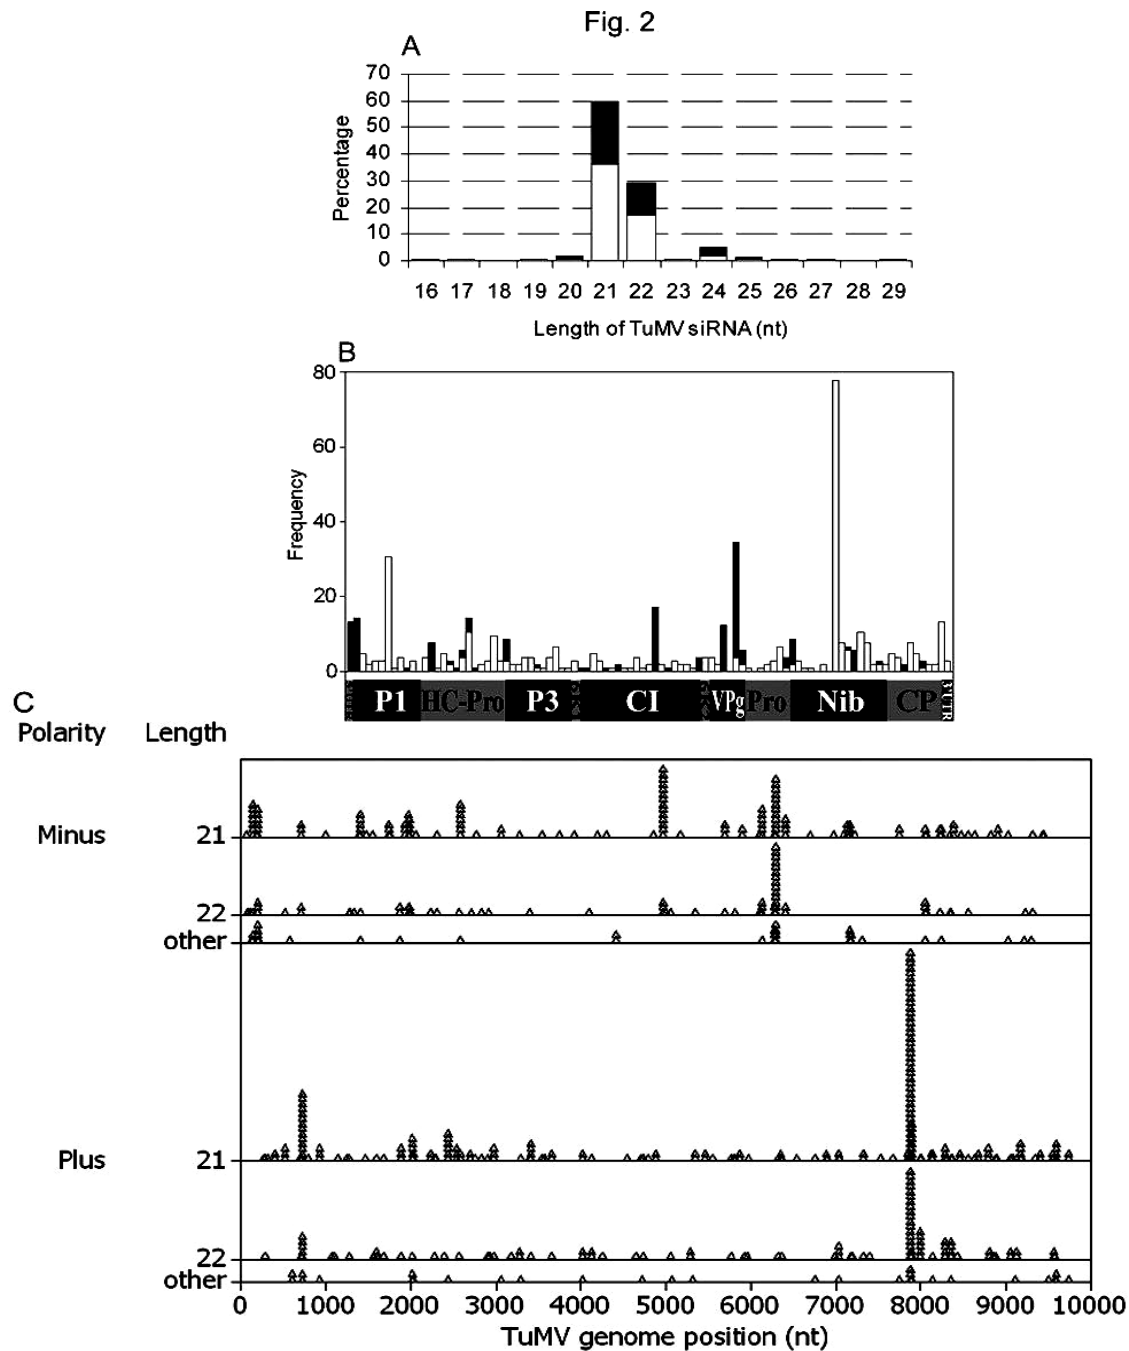 Fig. 2
A
70
60
50
40
30
20
10
0
Percentage
16 17 18 19 20 21 22 23 24 25 26 27 28 29
Length of TuMV siRNA (nt)
B
80
60
40
20
0
Frequency
P1 HC-Pro P3 CI VPg Pro Nib CP 3'UTR
C
Polarity Length
Minus 21
22
other
Plus 21
22
other
0 1000 2000 3000 4000 5000 6000 7000 8000 9000 10000
TuMV genome position (nt)